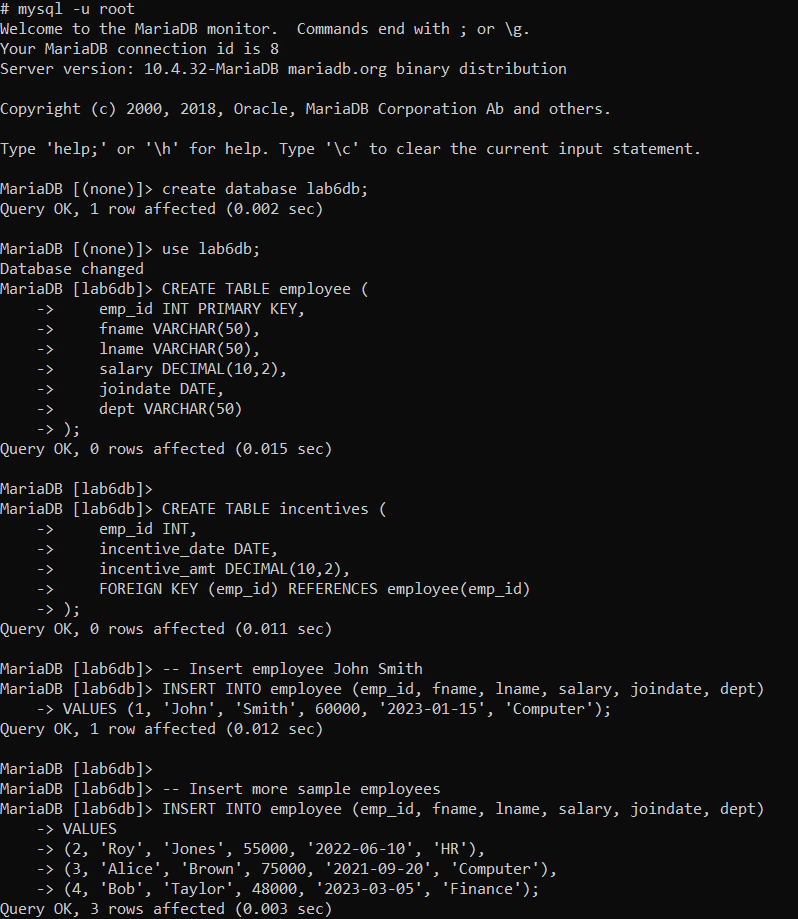 # mysql -u root
Welcome to the MariaDB monitor.  Commands end with ; or \g.
Your MariaDB connection id is 8
Server version: 10.4.32-MariaDB mariadb.org binary distribution

Copyright (c) 2000, 2018, Oracle, MariaDB Corporation Ab and others.

Type 'help;' or '\h' for help. Type '\c' to clear the current input statement.

MariaDB [(none)]> create database lab6db;
Query OK, 1 row affected (0.002 sec)

MariaDB [(none)]> use lab6db;
Database changed
MariaDB [lab6db]> CREATE TABLE employee (
    ->     emp_id INT PRIMARY KEY,
    ->     fname VARCHAR(50),
    ->     lname VARCHAR(50),
    ->     salary DECIMAL(10,2),
    ->     joindate DATE,
    ->     dept VARCHAR(50)
    -> );
Query OK, 0 rows affected (0.015 sec)

MariaDB [lab6db]>
MariaDB [lab6db]> CREATE TABLE incentives (
    ->     emp_id INT,
    ->     incentive_date DATE,
    ->     incentive_amt DECIMAL(10,2),
    ->     FOREIGN KEY (emp_id) REFERENCES employee(emp_id)
    -> );
Query OK, 0 rows affected (0.011 sec)

MariaDB [lab6db]> -- Insert employee John Smith
MariaDB [lab6db]> INSERT INTO employee (emp_id, fname, lname, salary, joindate, dept)
    -> VALUES (1, 'John', 'Smith', 60000, '2023-01-15', 'Computer');
Query OK, 1 row affected (0.012 sec)

MariaDB [lab6db]>
MariaDB [lab6db]> -- Insert more sample employees
MariaDB [lab6db]> INSERT INTO employee (emp_id, fname, lname, salary, joindate, dept)
    -> VALUES
    -> (2, 'Roy', 'Jones', 55000, '2022-06-10', 'HR'),
    -> (3, 'Alice', 'Brown', 75000, '2021-09-20', 'Computer'),
    -> (4, 'Bob', 'Taylor', 48000, '2023-03-05', 'Finance');
Query OK, 3 rows affected (0.003 sec)